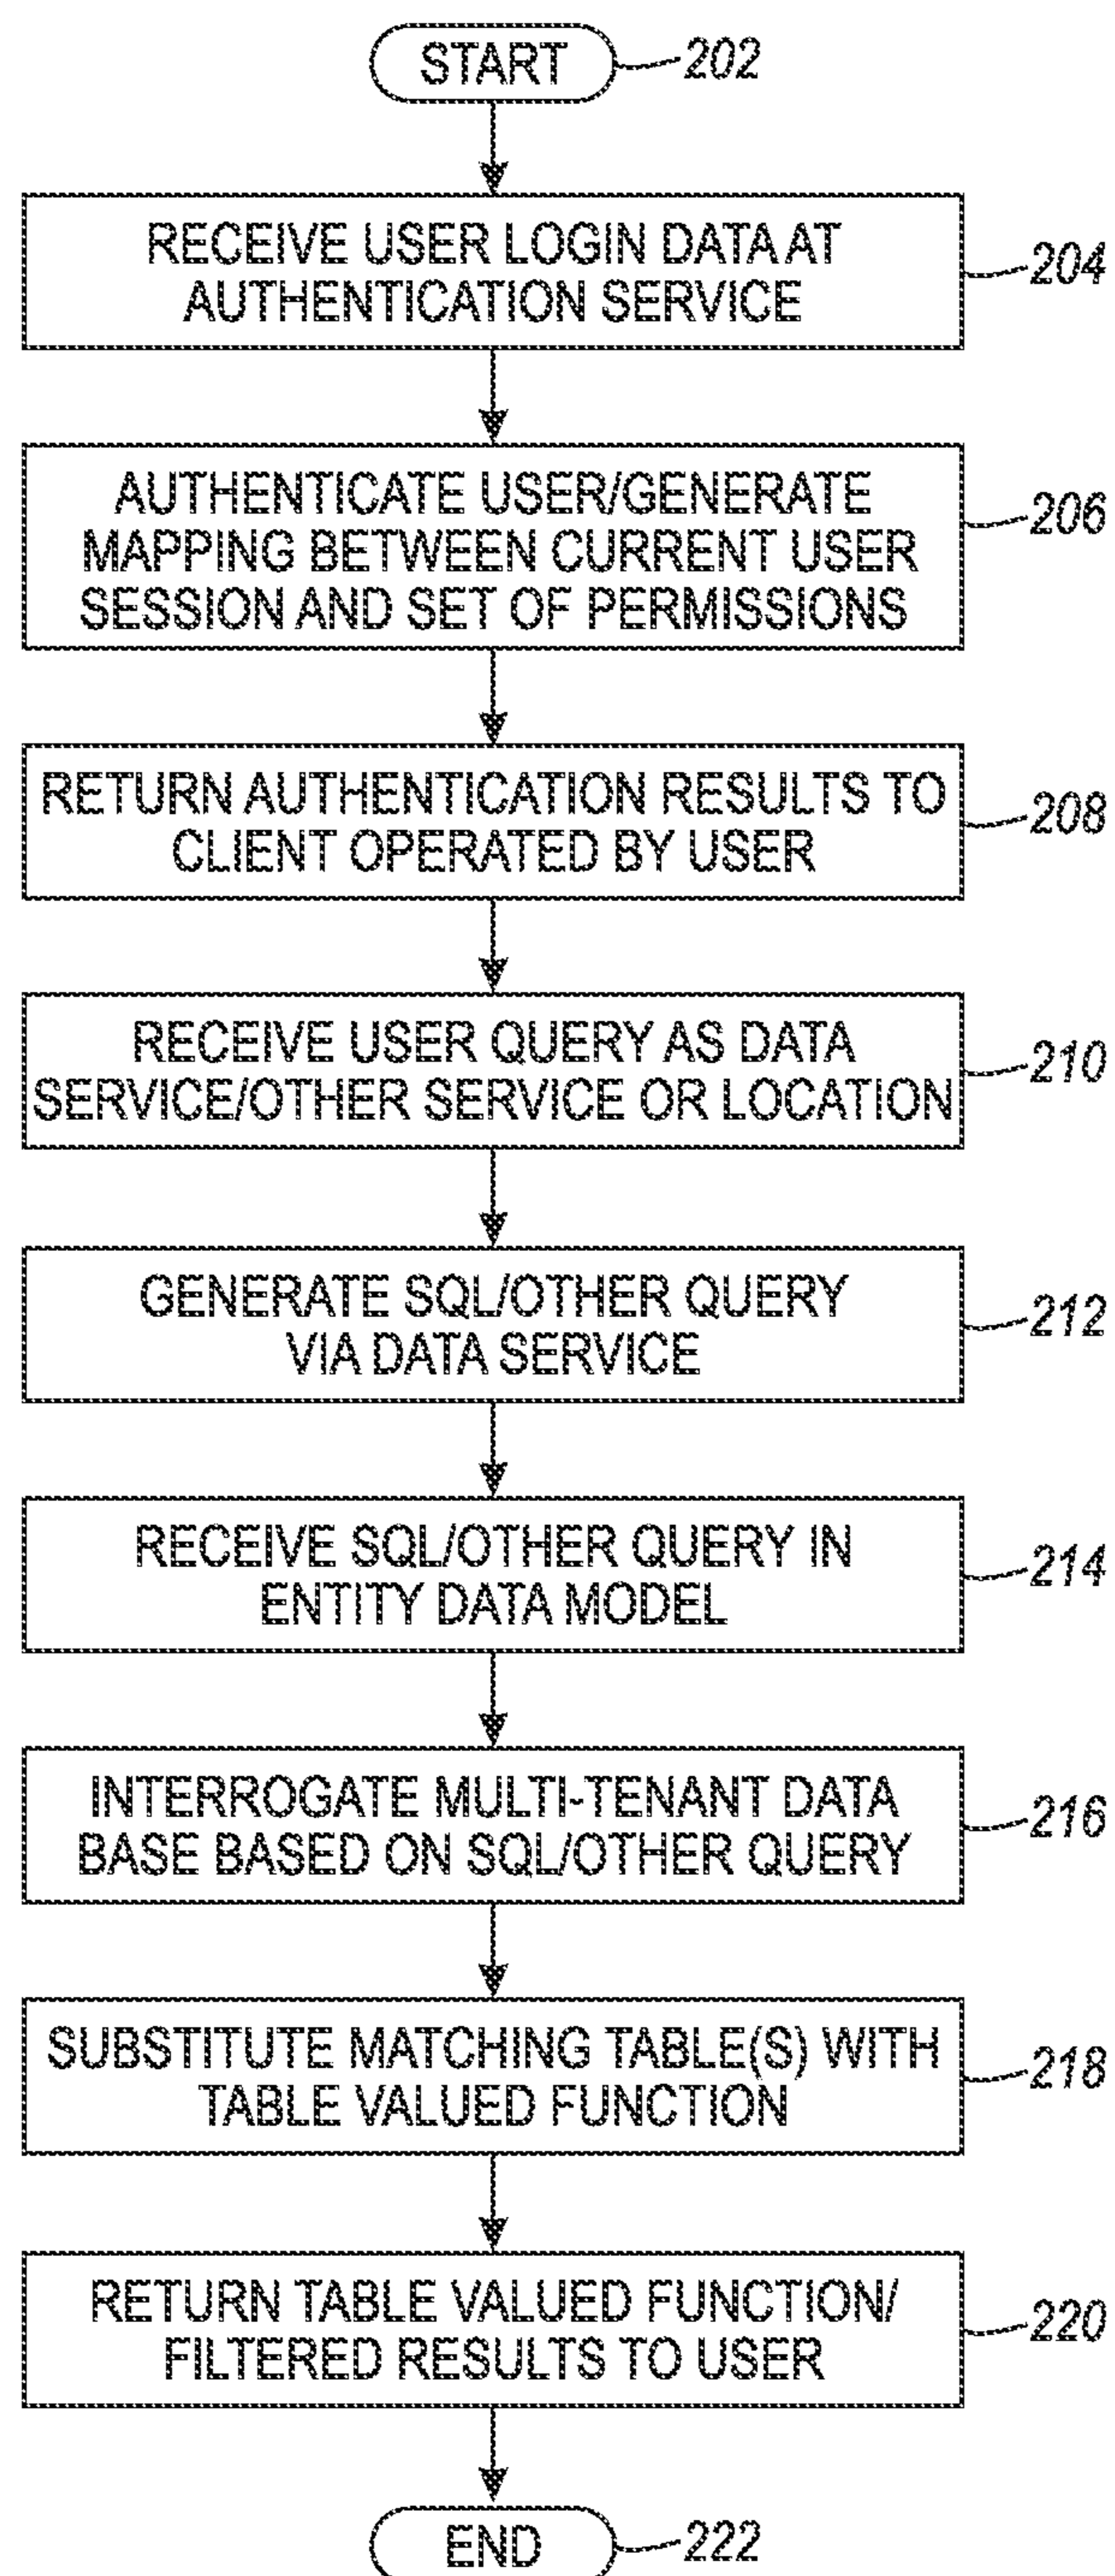 START
202
RECEIVE USER LOGIN DATA AT
AUTHENTICATION SERVICE
204
AUTHENTICATE USER/GENERATE
MAPPING BETWEEN CURRENT USER
SESSION AND SET OF PERMISSIONS
206
RETURN AUTHENTICATION RESULTS TO
CLIENT OPERATED BY USER
208
RECEIVE USER QUERY AS DATA
SERVICE/OTHER SERVICE OR LOCATION
210
GENERATE SQL/OTHER QUERY
VIA DATA SERVICE
212
RECEIVE SQL/OTHER QUERY IN
ENTITY DATA MODEL
214
INTERROGATE MULTI-TENANT DATA
BASE BASED ON SQL/OTHER QUERY
216
SUBSTITUTE MATCHING TABLE(S) WITH
TABLE VALUED FUNCTION
218
RETURN TABLE VALUED FUNCTION/
FILTERED RESULTS TO USER
220
END
222